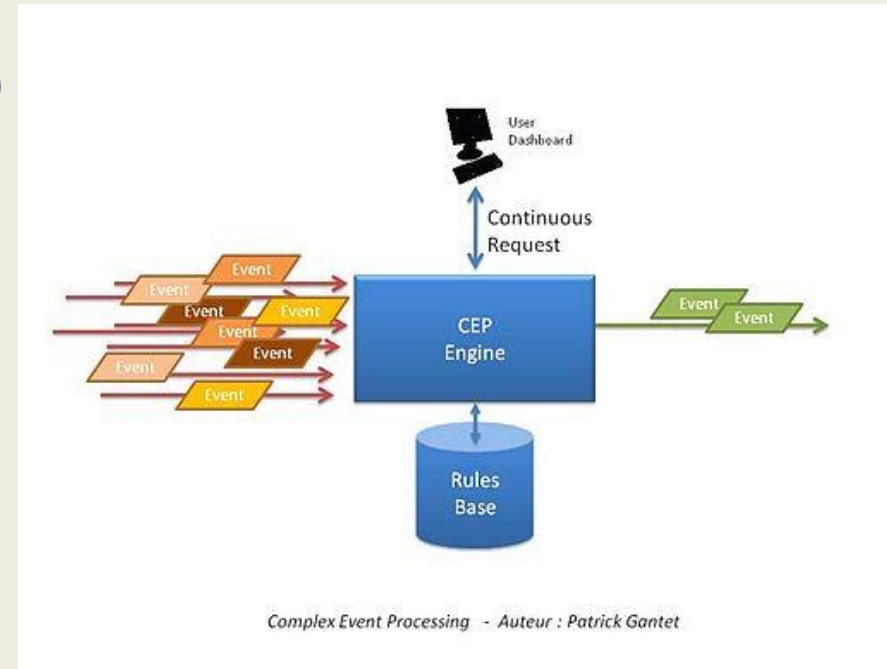 User
Dashboard
Continuous
Request
Event
Event
Event
Event
Event
Event
Event
Event
CEP
Engine
Event
Event
Rules
Base
Complex Event Processing - Auteur : Patrick Gantet